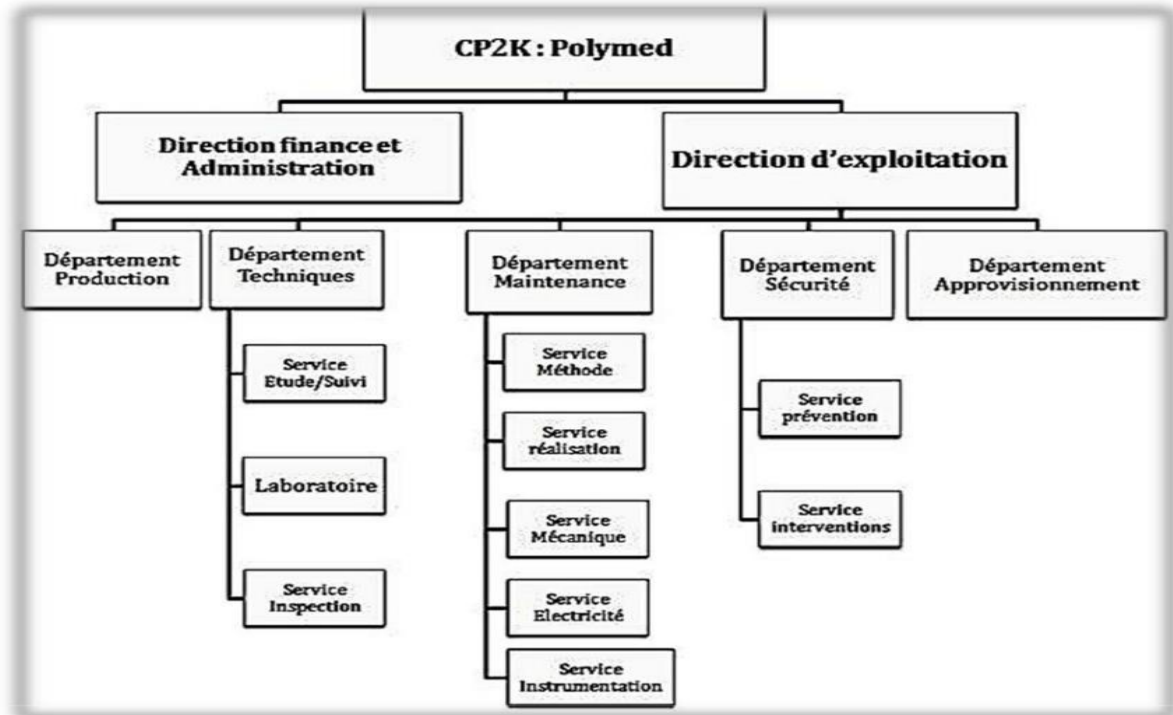 CP2K : Polymed
Direction finance et
Administration
Direction d'exploitation
Département
Production
Département
Techniques
Département
Maintenance
Département
Sécurité
Département
Approvisionnement
Service
Etude/Suivi
Laboratoire
Service
Inspection
Service
Méthode
Service
réalisation
Service
Mécanique
Service
Electricité
Service
Instrumentation
Service
prévention
Service
interventions